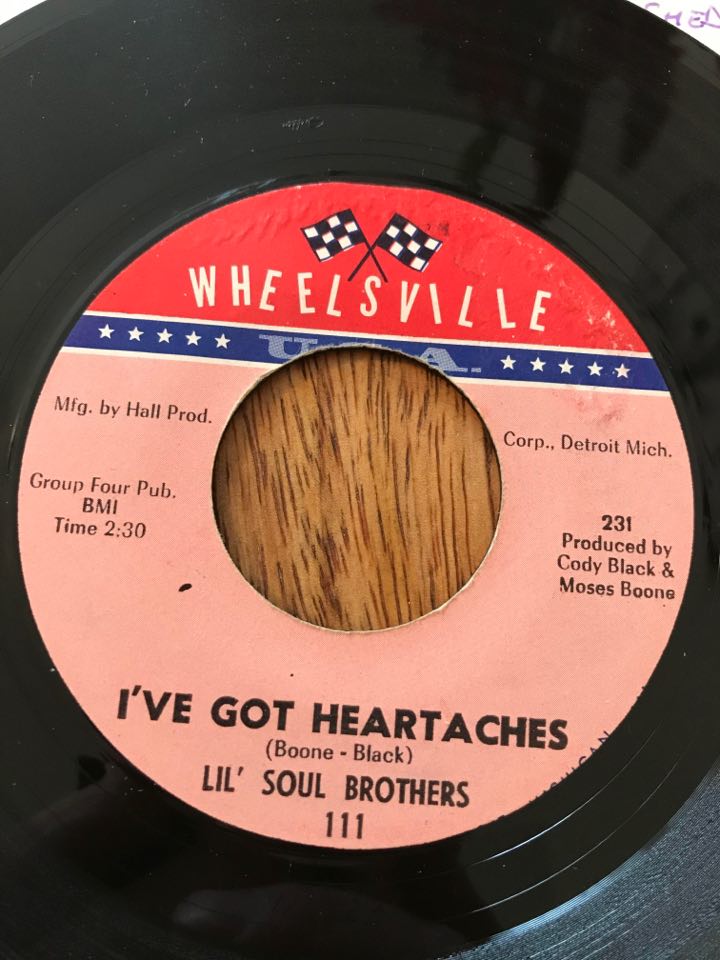 WHEELSVILLE
U.S.A.
Mfg. by Hall Prod.
Corp., Detroit Mich.
Group Four Pub.
BMI
Time 2:30
231
Produced by
Cody Black &
Moses Boone
I'VE GOT HEARTACHES
(Boone - Black)
LIL' SOUL BROTHERS
111